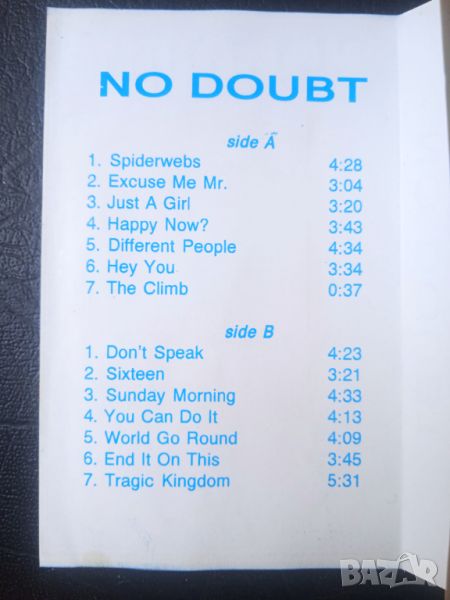 NO DOUBT
side A
1. Spiderwebs 4:28
2. Excuse Me Mr. 3:04
3. Just A Girl 3:20
4. Happy Now? 3:43
5. Different People 4:34
6. Hey You 3:34
7. The Climb 0:37
side B
1. Don't Speak 4:23
2. Sixteen 3:21
3. Sunday Morning 4:33
4. You Can Do It 4:13
5. World Go Round 4:09
6. End It On This 3:45
7. Tragic Kingdom 5:31
BAZAR